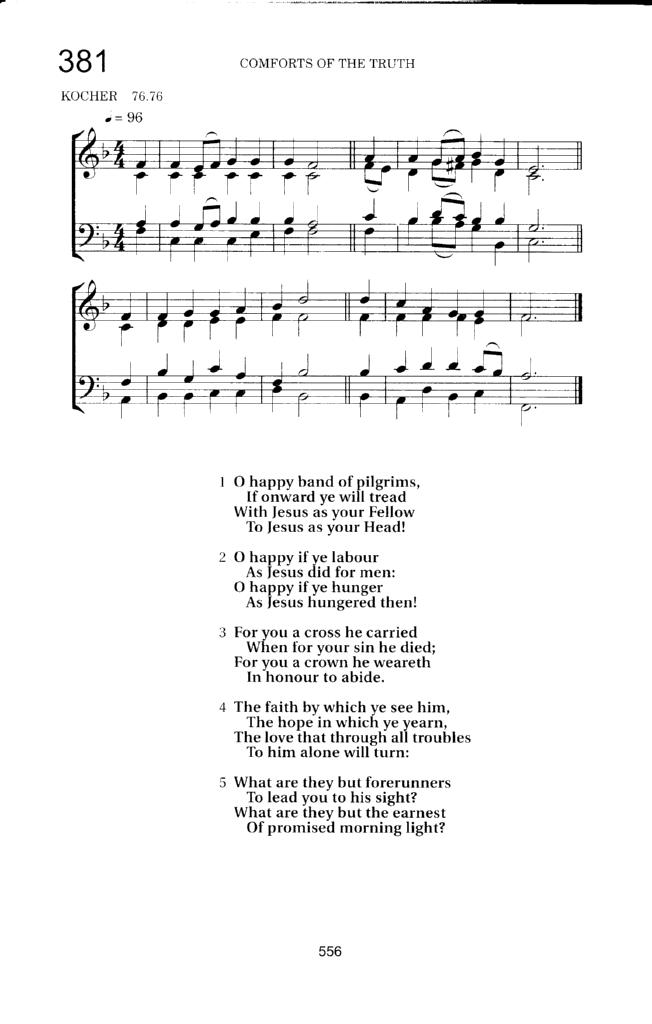 381
COMFORTS OF THE TRUTH
KOCHER 76.76
♩ = 96
1 O happy band of pilgrims,
If onward ye will tread
With Jesus as your Fellow
To Jesus as your Head!
2 O happy if ye labour
As Jesus did for men:
O happy if ye hunger
As Jesus hungered then!
3 For you a cross he carried
When for your sin he died;
For you a crown he weareth
In honour to abide.
4 The faith by which ye see him,
The hope in which ye yearn,
The love that through all troubles
To him alone will turn:
5 What are they but forerunners
To lead you to his sight?
What are they but the earnest
Of promised morning light?
556